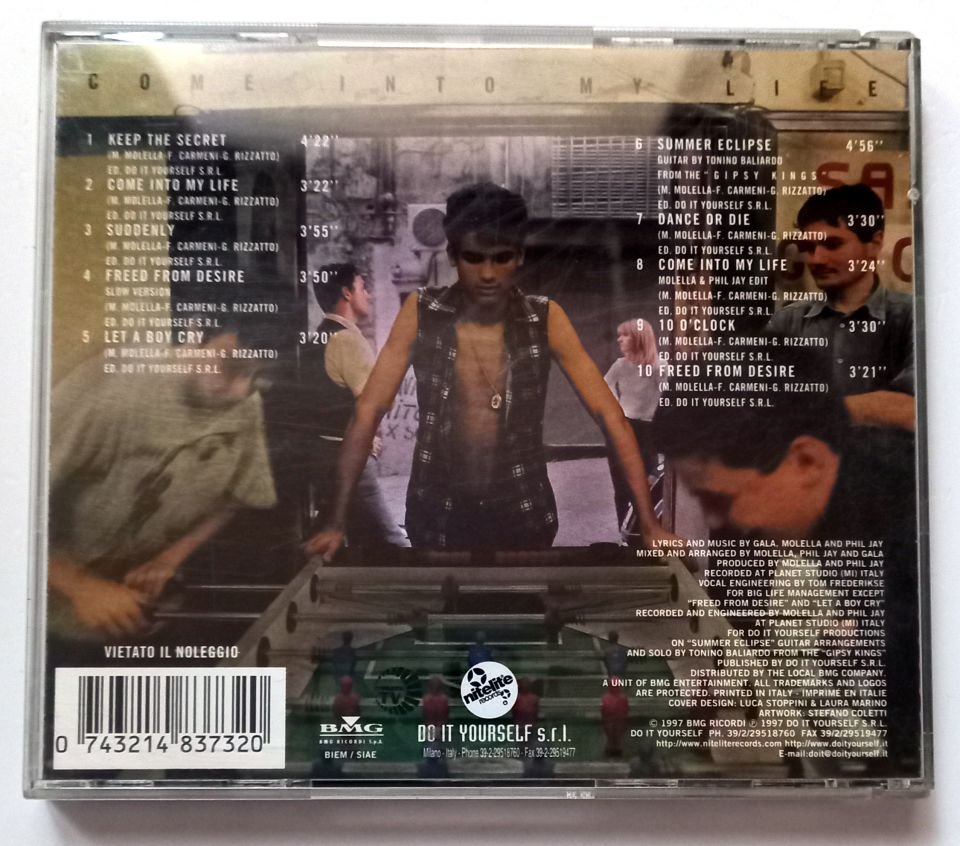 COME INTO MY LIFE
1 KEEP THE SECRET 4'22''
(M. MOLELLA-F. CARMENI-G. RIZZATTO)
ED. DO IT YOURSELF S.R.L.
2 COME INTO MY LIFE 3'22''
(M. MOLELLA-F. CARMENI-G. RIZZATTO)
ED. DO IT YOURSELF S.R.L.
3 SUDDENLY 3'55''
(M. MOLELLA-F. CARMENI-G. RIZZATTO)
ED. DO IT YOURSELF S.R.L.
4 FREED FROM DESIRE 3'50''
SLOW VERSION
(M. MOLELLA-F. CARMENI-G. RIZZATTO)
ED. DO IT YOURSELF S.R.L.
5 LET A BOY CRY 3'20''
(M. MOLELLA-F. CARMENI-G. RIZZATTO)
ED. DO IT YOURSELF S.R.L.
6 SUMMER ECLIPSE 4'56''
GUITAR BY TONINO BALIARDO
FROM THE "GIPSY KINGS"
(M. MOLELLA-F. CARMENI-G. RIZZATTO)
ED. DO IT YOURSELF S.R.L.
7 DANCE OR DIE 3'30''
(M. MOLELLA-F. CARMENI-G. RIZZATTO)
ED. DO IT YOURSELF S.R.L.
8 COME INTO MY LIFE 3'24''
MOLELLA & PHIL JAY EDIT
(M. MOLELLA-F. CARMENI-G. RIZZATTO)
ED. DO IT YOURSELF S.R.L.
9 10 O'CLOCK 3'30''
(M. MOLELLA-F. CARMENI-G. RIZZATTO)
ED. DO IT YOURSELF S.R.L.
10 FREED FROM DESIRE 3'21''
(M. MOLELLA-F. CARMENI-G. RIZZATTO)
ED. DO IT YOURSELF S.R.L.
SA
LYRICS AND MUSIC BY GALA, MOLELLA AND PHIL JAY
MIXED AND ARRANGED BY MOLELLA, PHIL JAY AND GALA
PRODUCED BY MOLELLA AND PHIL JAY
RECORDED AT PLANET STUDIO (MI) ITALY
VOCAL ENGINEERING BY TOM FREDERIKSE
FOR BIG LIFE MANAGEMENT EXCEPT
"FREED FROM DESIRE" AND "LET A BOY CRY"
RECORDED AND ENGINEERED BY MOLELLA AND PHIL JAY
AT PLANET STUDIO (MI) ITALY
FOR DO IT YOURSELF PRODUCTIONS
ON "SUMMER ECLIPSE" GUITAR ARRANGEMENTS
AND SOLO BY TONINO BALIARDO FROM THE "GIPSY KINGS"
PUBLISHED BY DO IT YOURSELF S.R.L.
DISTRIBUTED BY THE LOCAL BMG COMPANY.
A UNIT OF BMG ENTERTAINMENT. ALL TRADEMARKS AND LOGOS
ARE PROTECTED. PRINTED IN ITALY - IMPRIME EN ITALIE
COVER DESIGN: LUCA STOPPINI & LAURA MARINO
ARTWORK: STEFANO COLETTI
© 1997 BMG RICORDI ℗ 1997 DO IT YOURSELF S.R.L.
DO IT YOURSELF PH. 39/2/29518760 - FAX 39/2/29519477
http://www.niteliterecords.com http://www.doityourself.it
E-mail:doit@doityourself.it
VIETATO IL NOLEGGIO
0 743214 837320
BMG
BMG RICORDI S.p.A.
BIEM / SIAE
nitelite
records
DO IT YOURSELF s.r.l.
Milano - Italy - Phone 39-2-29518760 - Fax 39-2-29519477